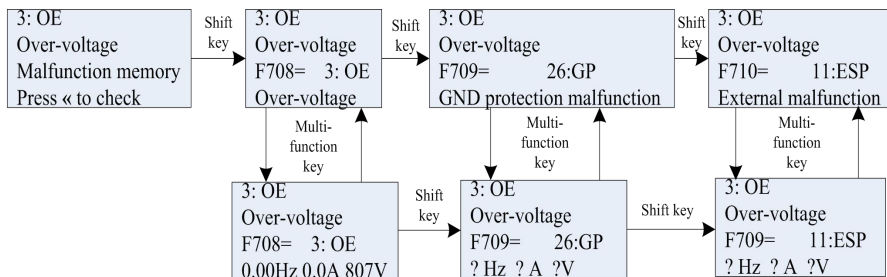 3: OE
Over-voltage
Malfunction memory
Press « to check
Shift
key
3: OE
Over-voltage
F708= 3: OE
Over-voltage
Shift
key
3: OE
Over-voltage
F709= 26:GP
GND protection malfunction
Shift
key
3: OE
Over-voltage
F710= 11:ESP
External malfunction
Multi-
function
key
Multi-
function
key
Multi-
function
key
3: OE
Over-voltage
F708= 3: OE
0.00Hz 0.0A 807V
Shift
key
3: OE
Over-voltage
F709= 26:GP
? Hz ? A ?V
Shift key
3: OE
Over-voltage
F709= 11:ESP
? Hz ? A ?V